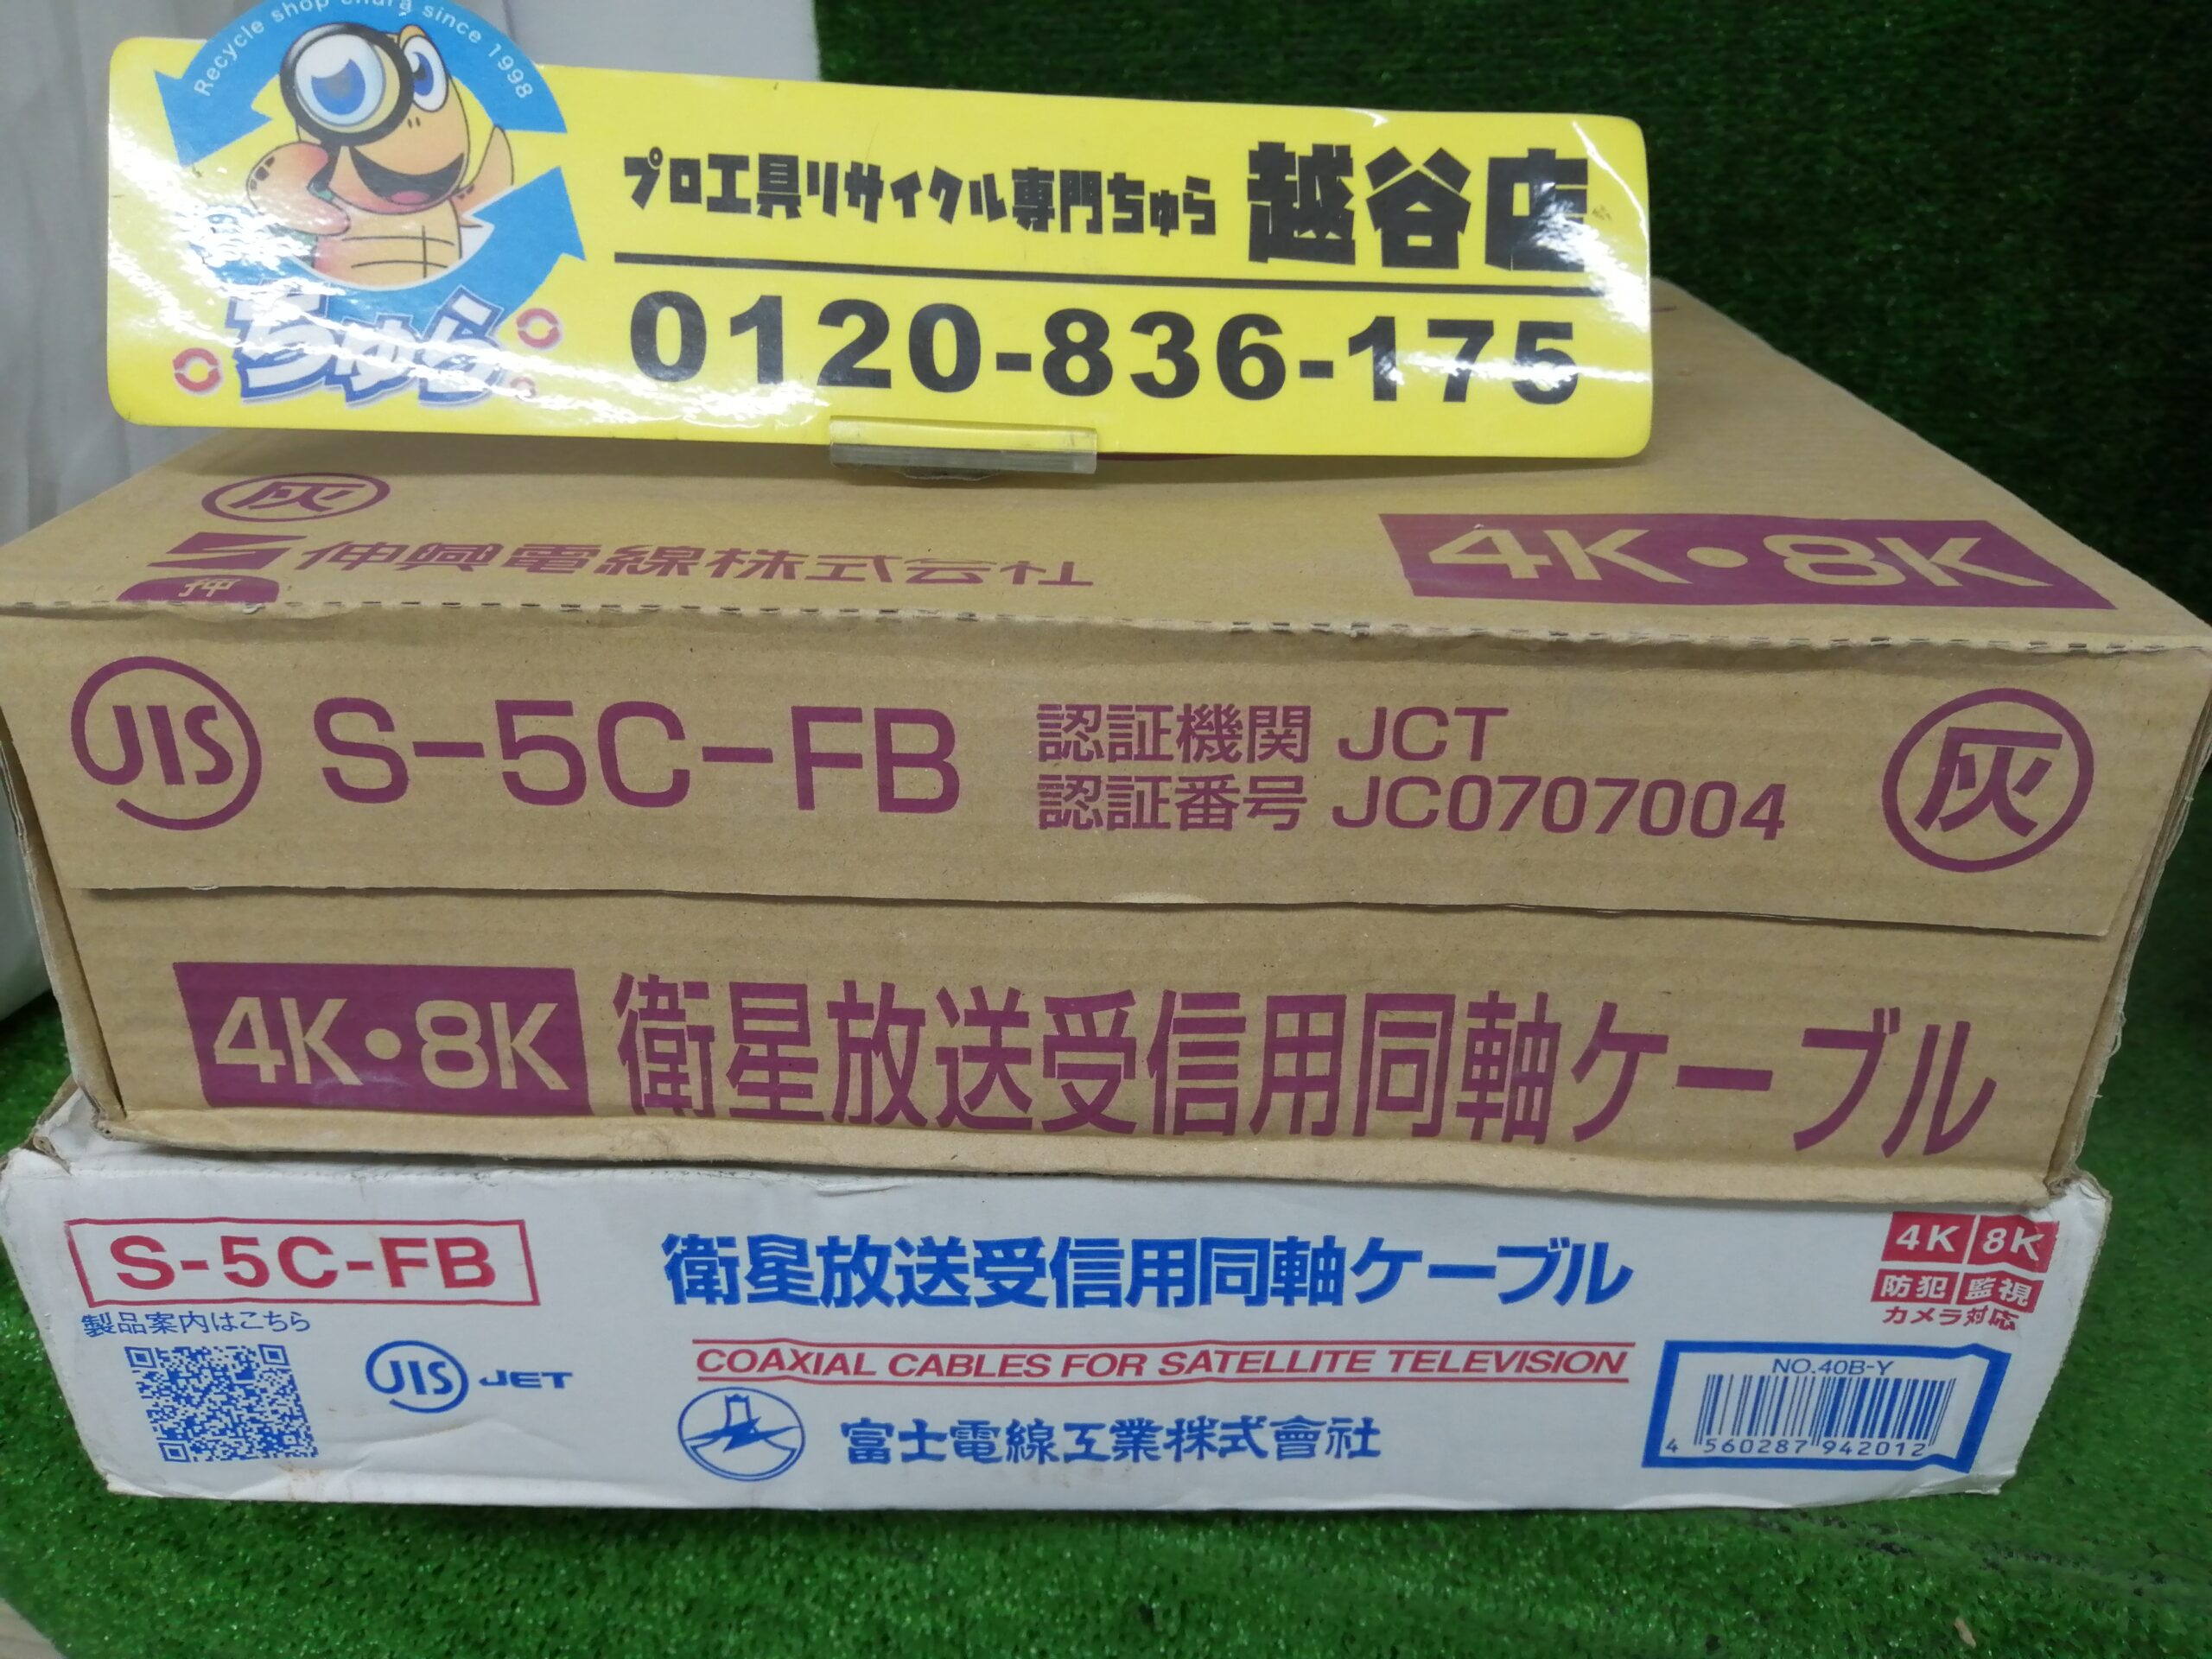 Recycle shop chura since 1998
プロ工具リサイクル専門ちゅら 越谷店
ちゅら
0120-836-175
灰
伸興電線株式会社
4K・8K
押
JIS S-5C-FB
認証機関 JCT
認証番号 JC0707004
灰
4K・8K 衛星放送受信用同軸ケーブル
S-5C-FB
衛星放送受信用同軸ケーブル
4K 8K
防犯 監視
カメラ対応
製品案内はこちら
JIS JET
COAXIAL CABLES FOR SATELLITE TELEVISION
富士電線工業株式會社
NO.40B-Y
4 560287 942012